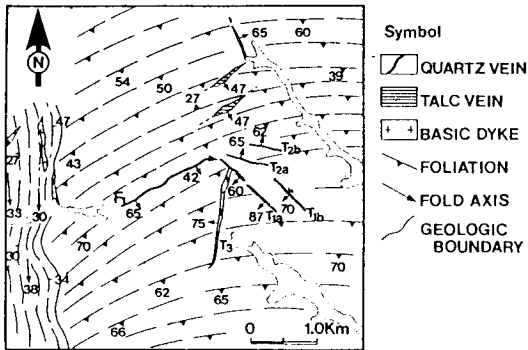 N
65
60
54
50
39
27
47
47
47
62
T2b
27
43
65
T2a
42
60
F1
65
33
30
70
75
87
T1a
70
T1b
T3
30
34
70
38
62
65
66
0 1.0Km
Symbol
QUARTZ VEIN
TALC VEIN
BASIC DYKE
FOLIATION
FOLD AXIS
GEOLOGIC
BOUNDARY